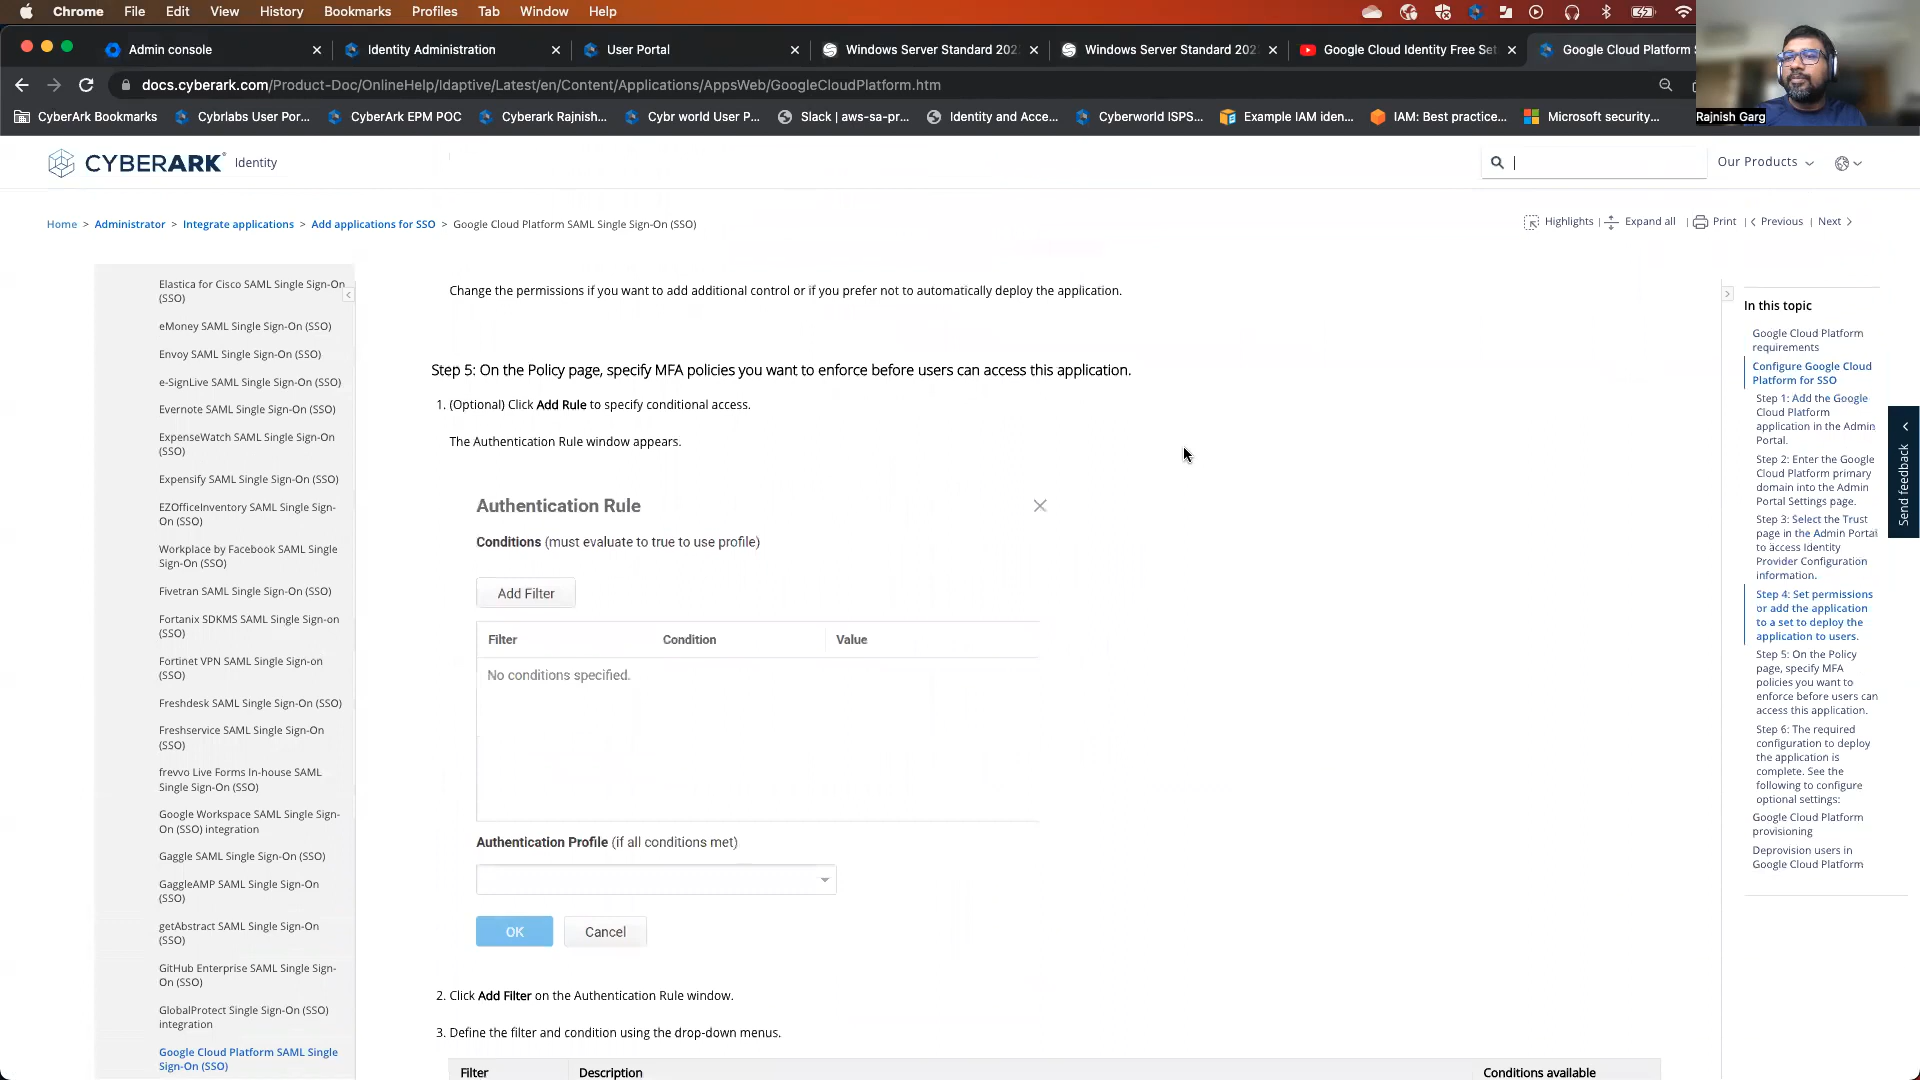 Chrome File Edit View History Bookmarks Profiles Tab Window Help
Admin console Identity Administration User Portal Windows Server Standard 202 Windows Server Standard 202 Google Cloud Identity Free Set Google Cloud Platform S
docs.cyberark.com/Product-Doc/OnlineHelp/Idaptive/Latest/en/Content/Applications/AppsWeb/GoogleCloudPlatform.htm
CyberArk Bookmarks Cybrlabs User Por... CyberArk EPM POC Cyberark Rajnish... Cybr world User P... Slack | aws-sa-pr... Identity and Acce... Cyberworld ISPS... Example IAM iden... IAM: Best practice... Microsoft security...
Rajnish Garg
CYBERARK Identity
Our Products
Home > Administrator > Integrate applications > Add applications for SSO > Google Cloud Platform SAML Single Sign-On (SSO)
Highlights | Expand all | Print | < Previous | Next >
Elastica for Cisco SAML Single Sign-On
(SSO)
eMoney SAML Single Sign-On (SSO)
Envoy SAML Single Sign-On (SSO)
e-SignLive SAML Single Sign-On (SSO)
Evernote SAML Single Sign-On (SSO)
ExpenseWatch SAML Single Sign-On
(SSO)
Expensify SAML Single Sign-On (SSO)
EZOfficeInventory SAML Single Sign-
On (SSO)
Workplace by Facebook SAML Single
Sign-On (SSO)
Fivetran SAML Single Sign-On (SSO)
Fortanix SDKMS SAML Single Sign-on
(SSO)
Fortinet VPN SAML Single Sign-on
(SSO)
Freshdesk SAML Single Sign-On (SSO)
Freshservice SAML Single Sign-On
(SSO)
frevvo Live Forms In-house SAML
Single Sign-On (SSO)
Google Workspace SAML Single Sign-
On (SSO) integration
Gaggle SAML Single Sign-On (SSO)
GaggleAMP SAML Single Sign-On
(SSO)
getAbstract SAML Single Sign-On
(SSO)
GitHub Enterprise SAML Single Sign-
On (SSO)
GlobalProtect Single Sign-On (SSO)
integration
Google Cloud Platform SAML Single
Sign-On (SSO)
Change the permissions if you want to add additional control or if you prefer not to automatically deploy the application.
Step 5: On the Policy page, specify MFA policies you want to enforce before users can access this application.
1. (Optional) Click Add Rule to specify conditional access.
The Authentication Rule window appears.
Authentication Rule
Conditions (must evaluate to true to use profile)
Add Filter
Filter Condition Value
No conditions specified.
Authentication Profile (if all conditions met)
OK Cancel
2. Click Add Filter on the Authentication Rule window.
3. Define the filter and condition using the drop-down menus.
Filter Description Conditions available
In this topic
Google Cloud Platform
requirements
Configure Google Cloud
Platform for SSO
Step 1: Add the Google
Cloud Platform
application in the Admin
Portal.
Step 2: Enter the Google
Cloud Platform primary
domain into the Admin
Portal Settings page.
Step 3: Select the Trust
page in the Admin Portal
to access Identity
Provider Configuration
information.
Step 4: Set permissions
or add the application
to a set to deploy the
application to users.
Step 5: On the Policy
page, specify MFA
policies you want to
enforce before users can
access this application.
Step 6: The required
configuration to deploy
the application is
complete. See the
following to configure
optional settings:
Google Cloud Platform
provisioning
Deprovision users in
Google Cloud Platform
Send feedback